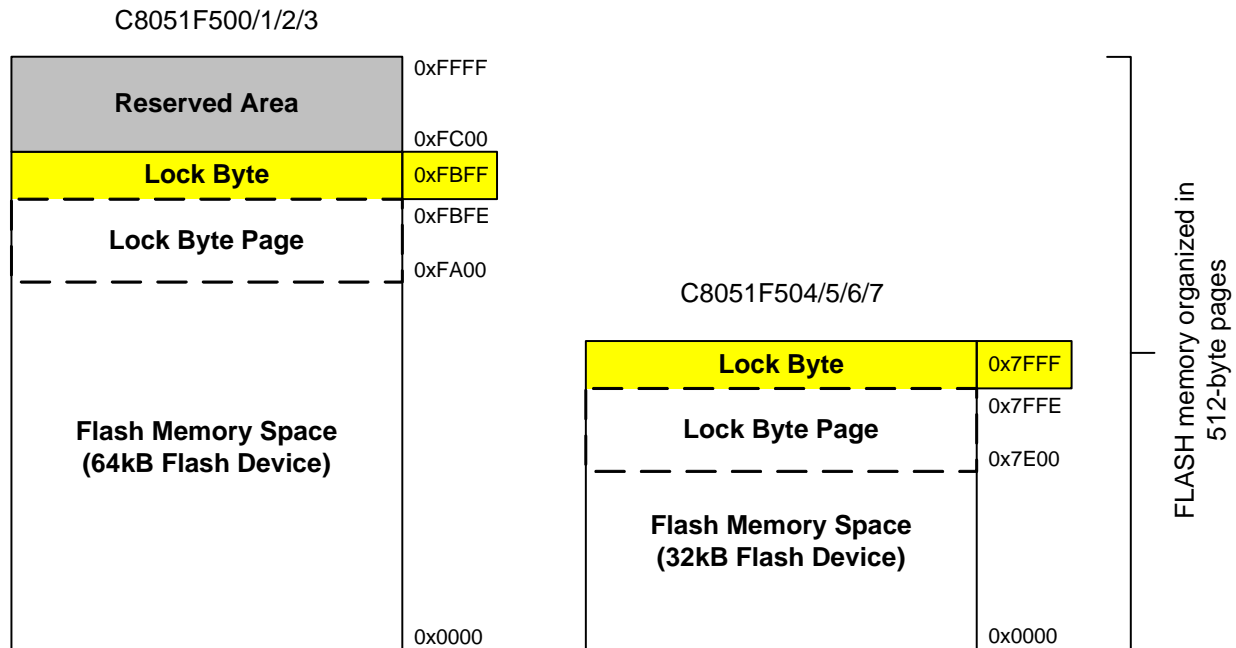 C8051F500/1/2/3
0xFFFF
Reserved Area
0xFC00
Lock Byte
0xFBFF
0xFBFE
Lock Byte Page
0xFA00
Flash Memory Space
(64kB Flash Device)
0x0000
C8051F504/5/6/7
Lock Byte
0x7FFF
0x7FFE
Lock Byte Page
0x7E00
Flash Memory Space
(32kB Flash Device)
0x0000
FLASH memory organized in
512-byte pages